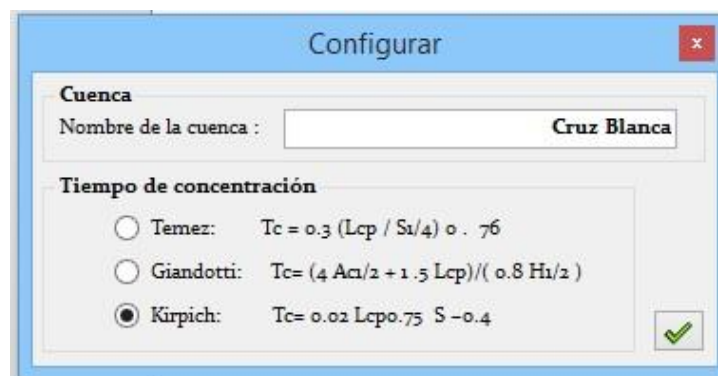 Configurar
x
Cuenca
Nombre de la cuenca : Cruz Blanca
Tiempo de concentración
Temez: Tc = 0.3 (Lcp / S1/4) 0 . 76
Giandotti: Tc= (4 Ac1/2 + 1 .5 Lcp)/( 0.8 H1/2 )
Kirpich: Tc= 0.02 Lcp0.75 S -0.4